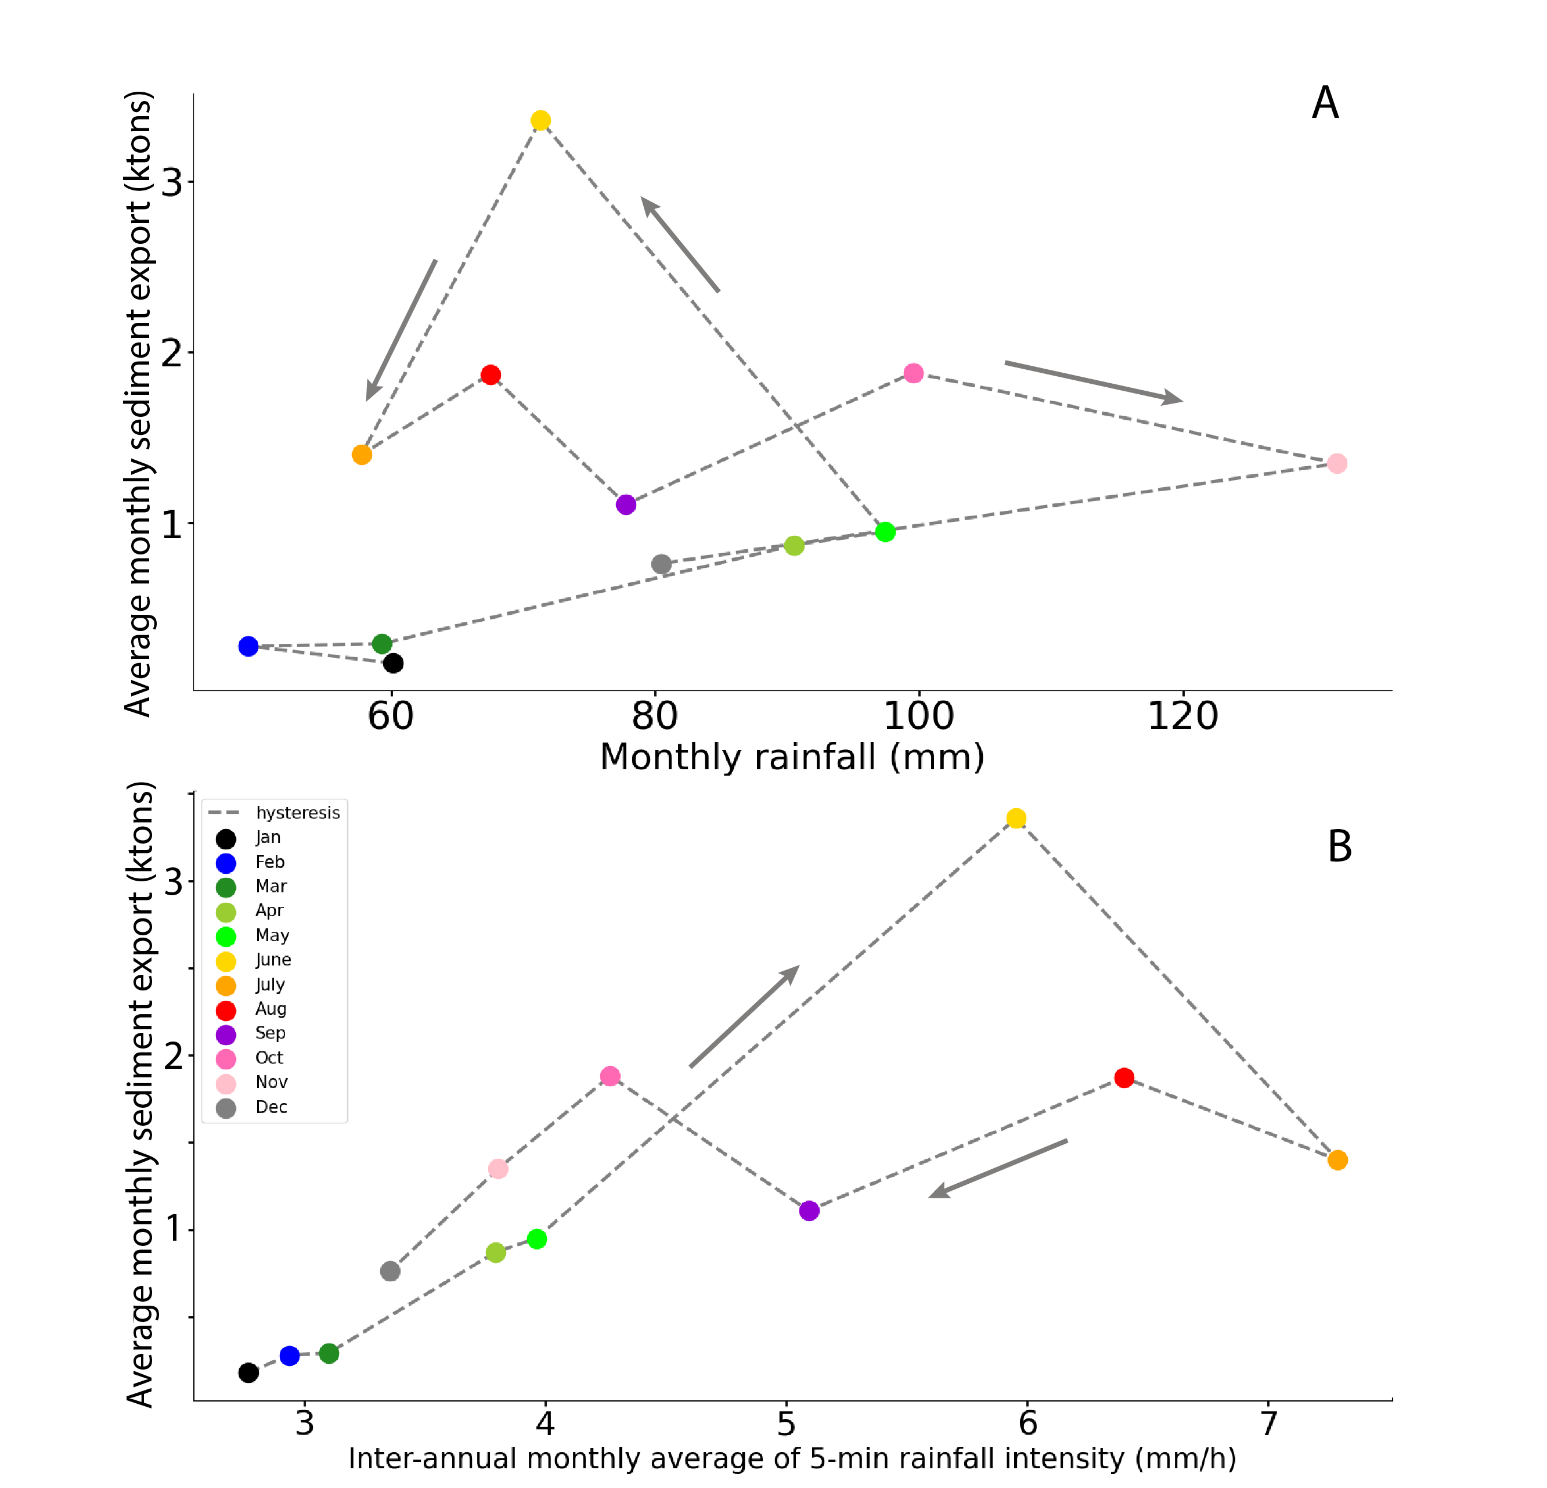 A
Average monthly sediment export (ktons)
3
2
1
60 80 100 120
Monthly rainfall (mm)
B
Average monthly sediment export (ktons)
hysteresis
Jan
Feb
Mar
Apr
May
June
July
Aug
Sep
Oct
Nov
Dec
3
2
1
3 4 5 6 7
Inter-annual monthly average of 5-min rainfall intensity (mm/h)